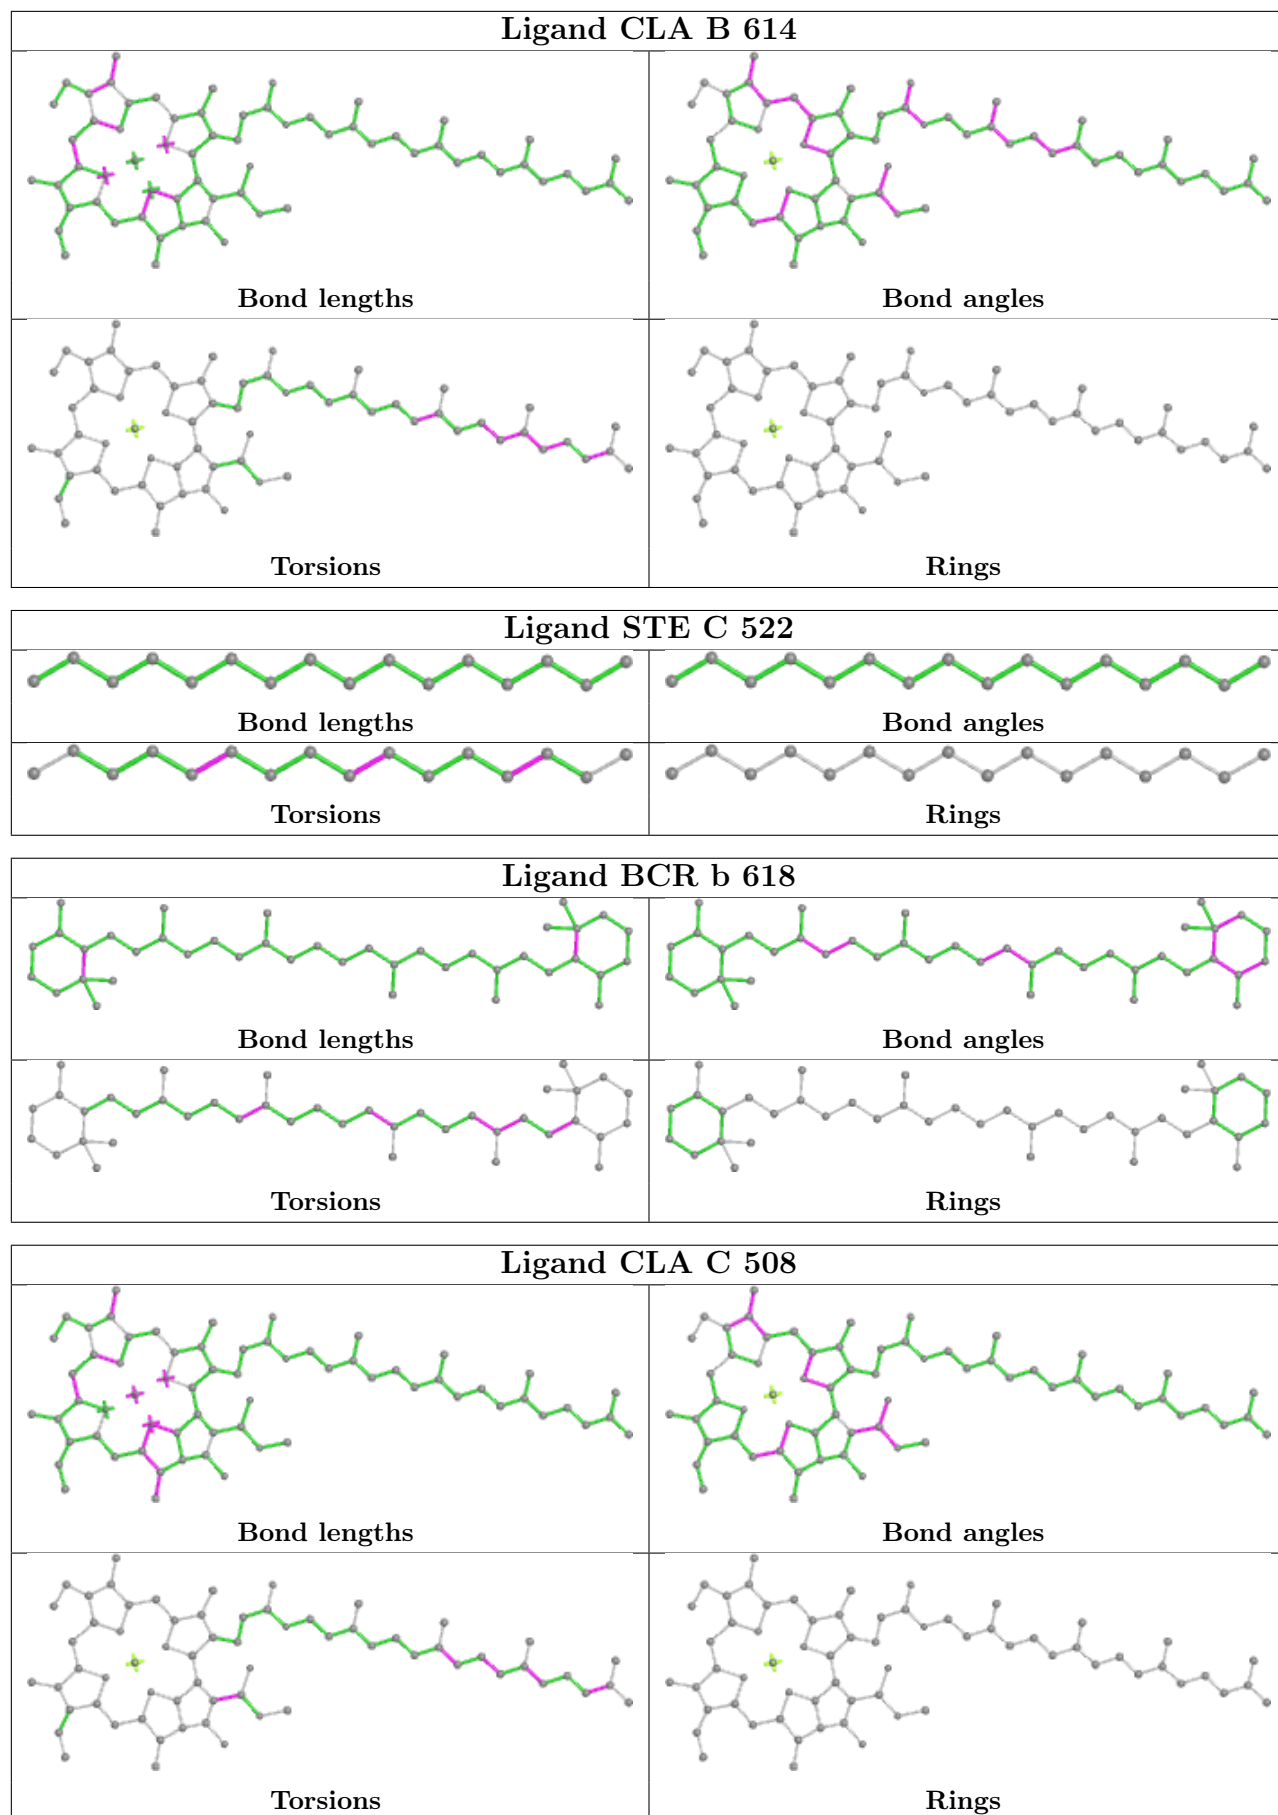 Ligand CLA B 614
Bond lengths
Bond angles
Torsions
Rings
Ligand STE C 522
Bond lengths
Bond angles
Torsions
Rings
Ligand BCR b 618
Bond lengths
Bond angles
Torsions
Rings
Ligand CLA C 508
Bond lengths
Bond angles
Torsions
Rings